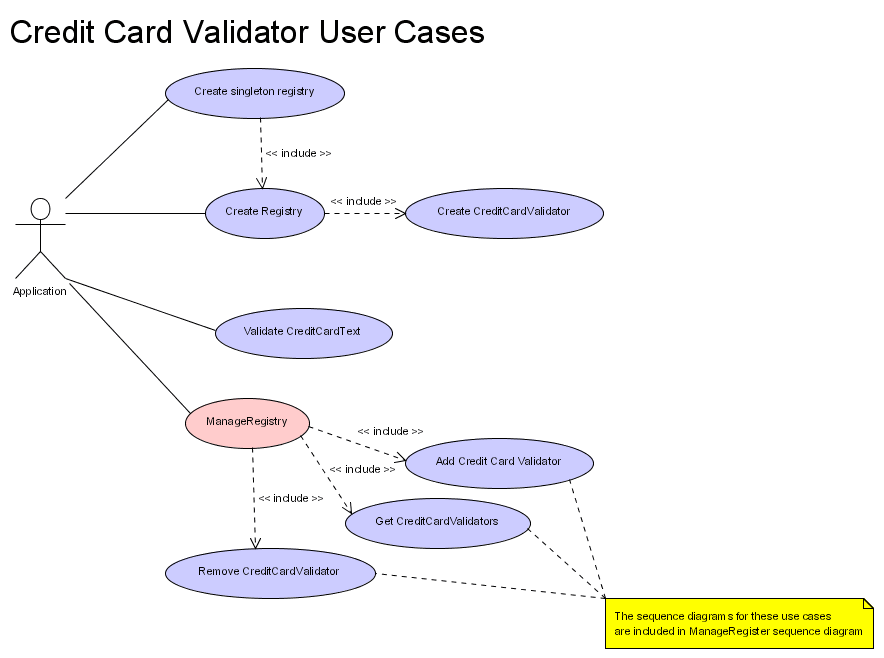 Credit Card Validator User Cases
Create singleton registry
<< include >>
Create Registry
<< include >>
Create CreditCardValidator
Application
Validate CreditCardText
ManageRegistry
<< include >>
Add Credit Card Validator
<< include >>
<< include >>
Get CreditCardValidators
Remove CreditCardValidator
The sequence diagrams for these use cases
are included in ManageRegister sequence diagram